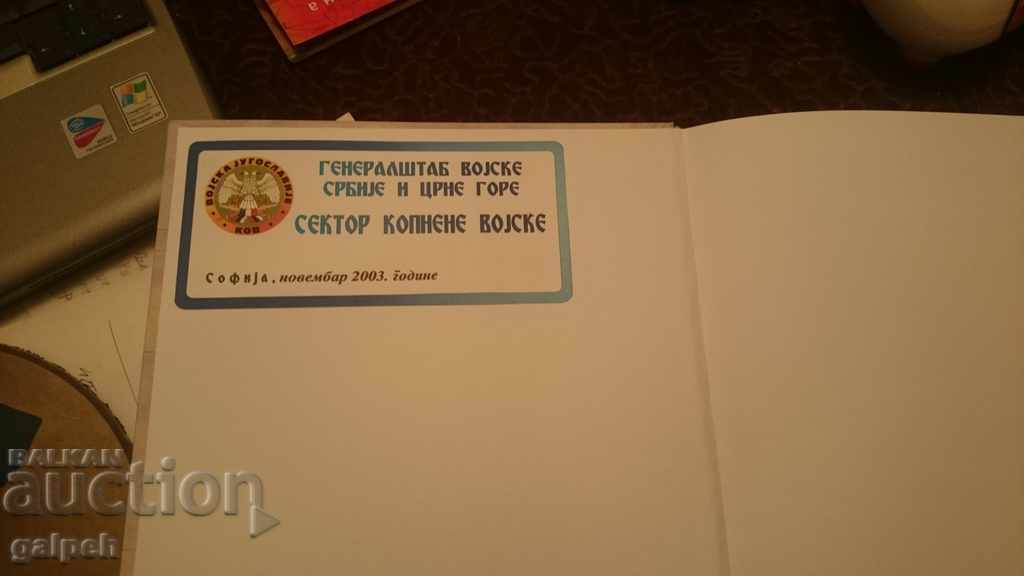 ВОЈСКА ЈУГОСЛАВИЈЕ
КОВ
ГЕНЕРАЛШТАБ ВОЈСКЕ
СРБИЈЕ И ЦРНЕ ГОРЕ
СЕКТОР КОПНЕНЕ ВОЈСКЕ
Софија, новембар 2003. године
BALKAN
auction
galpeh